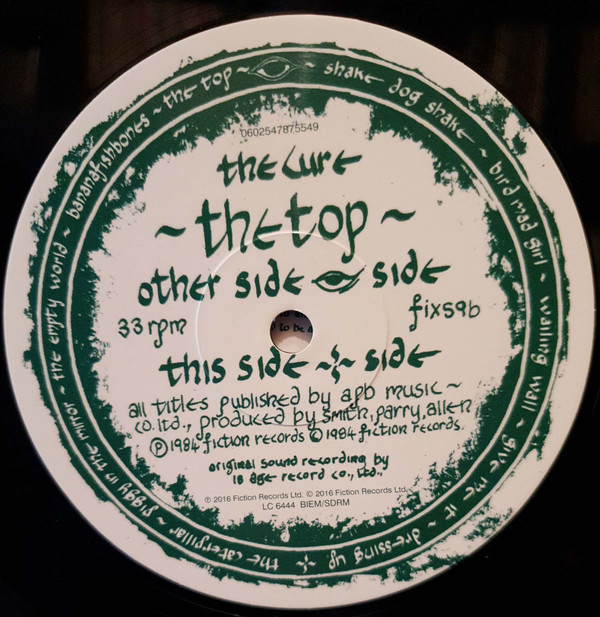 shake dog shake ~ bird mad girl ~ wailing wall ~ give me it ~ dressing up
the caterpillar ~ piggy in the mirror ~ the empty world ~ bananafishbones ~ the top ~
0602547875549
the cure
~ the top ~
other side side
33 rpm
fix s9b
this side ~ ~ side
all titles published by apb music ~
co. ltd., produced by smith, parry, allen
℗ 1984 fiction records © 1984 fiction records.
original sound recording by
18 age record co., ltd.,
℗ 2016 Fiction Records Ltd. © 2016 Fiction Records Ltd.
LC 6444 BIEM/SDRM